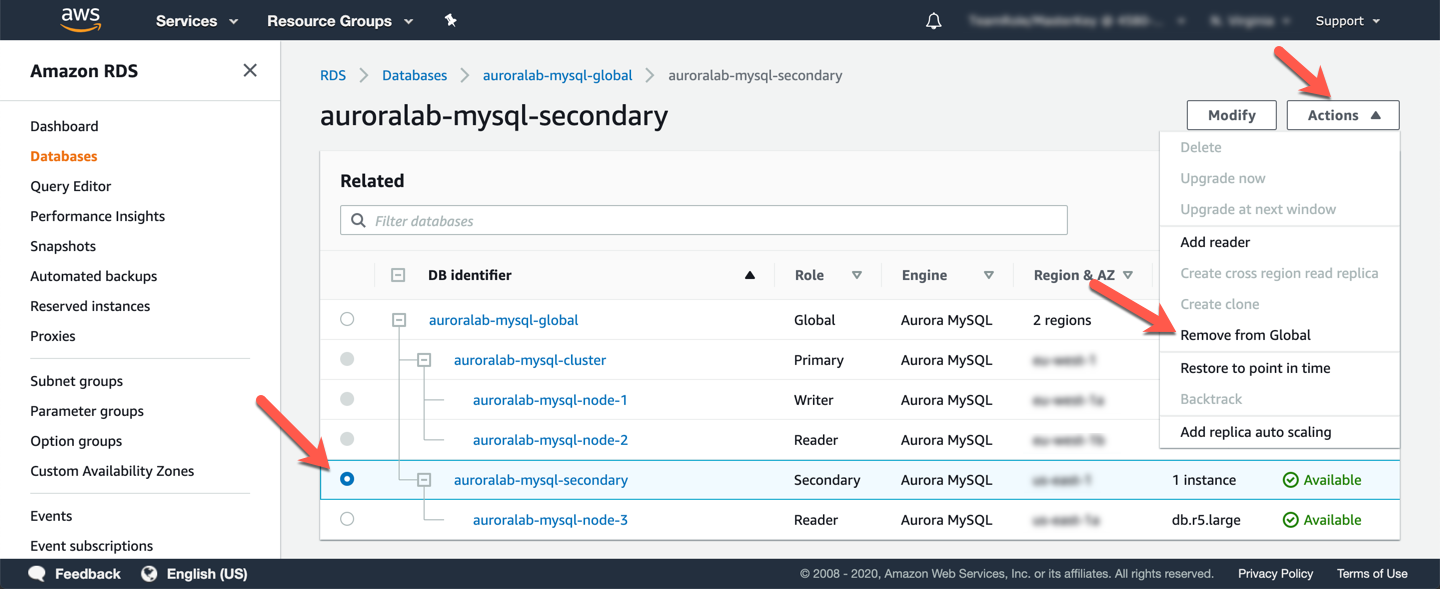 aws
Services
Resource Groups
Support
Amazon RDS
Dashboard
Databases
Query Editor
Performance Insights
Snapshots
Automated backups
Reserved instances
Proxies
Subnet groups
Parameter groups
Option groups
Custom Availability Zones
Events
Event subscriptions
RDS Databases auroralab-mysql-global auroralab-mysql-secondary
auroralab-mysql-secondary
Modify
Actions
Delete
Upgrade now
Upgrade at next window
Add reader
Create cross region read replica
Create clone
Remove from Global
Restore to point in time
Backtrack
Add replica auto scaling
Related
Filter databases
DB identifier Role Engine Region & AZ
auroralab-mysql-global Global Aurora MySQL 2 regions
auroralab-mysql-cluster Primary Aurora MySQL
auroralab-mysql-node-1 Writer Aurora MySQL
auroralab-mysql-node-2 Reader Aurora MySQL
auroralab-mysql-secondary Secondary Aurora MySQL 1 instance Available
auroralab-mysql-node-3 Reader Aurora MySQL db.r5.large Available
Feedback English (US) © 2008 - 2020, Amazon Web Services, Inc. or its affiliates. All rights reserved. Privacy Policy Terms of Use